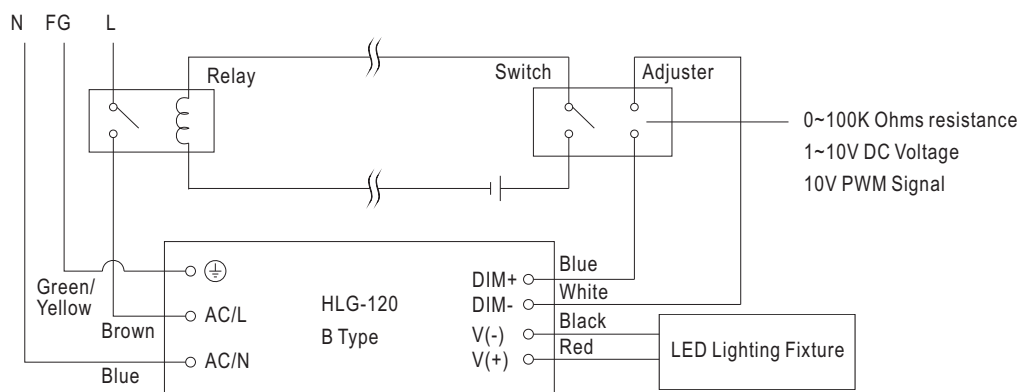 N FG L
Relay
Switch
Adjuster
0~100K Ohms resistance
1~10V DC Voltage
10V PWM Signal
Green/
Yellow
Brown
Blue
AC/L
AC/N
HLG-120
B Type
DIM+
DIM-
V(-)
V(+)
Blue
White
Black
Red
LED Lighting Fixture